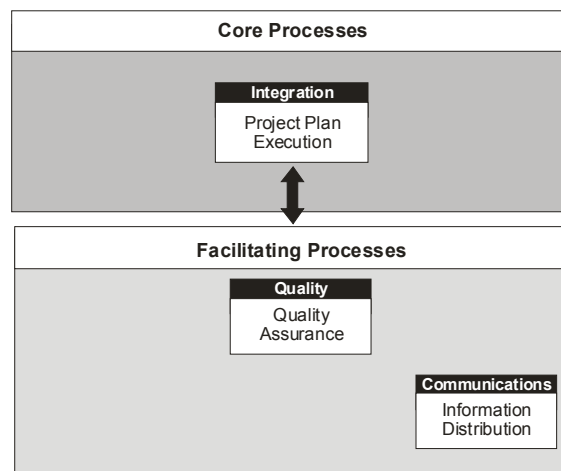 Core Processes
Integration
Project Plan
Execution
Facilitating Processes
Quality
Quality
Assurance
Communications
Information
Distribution